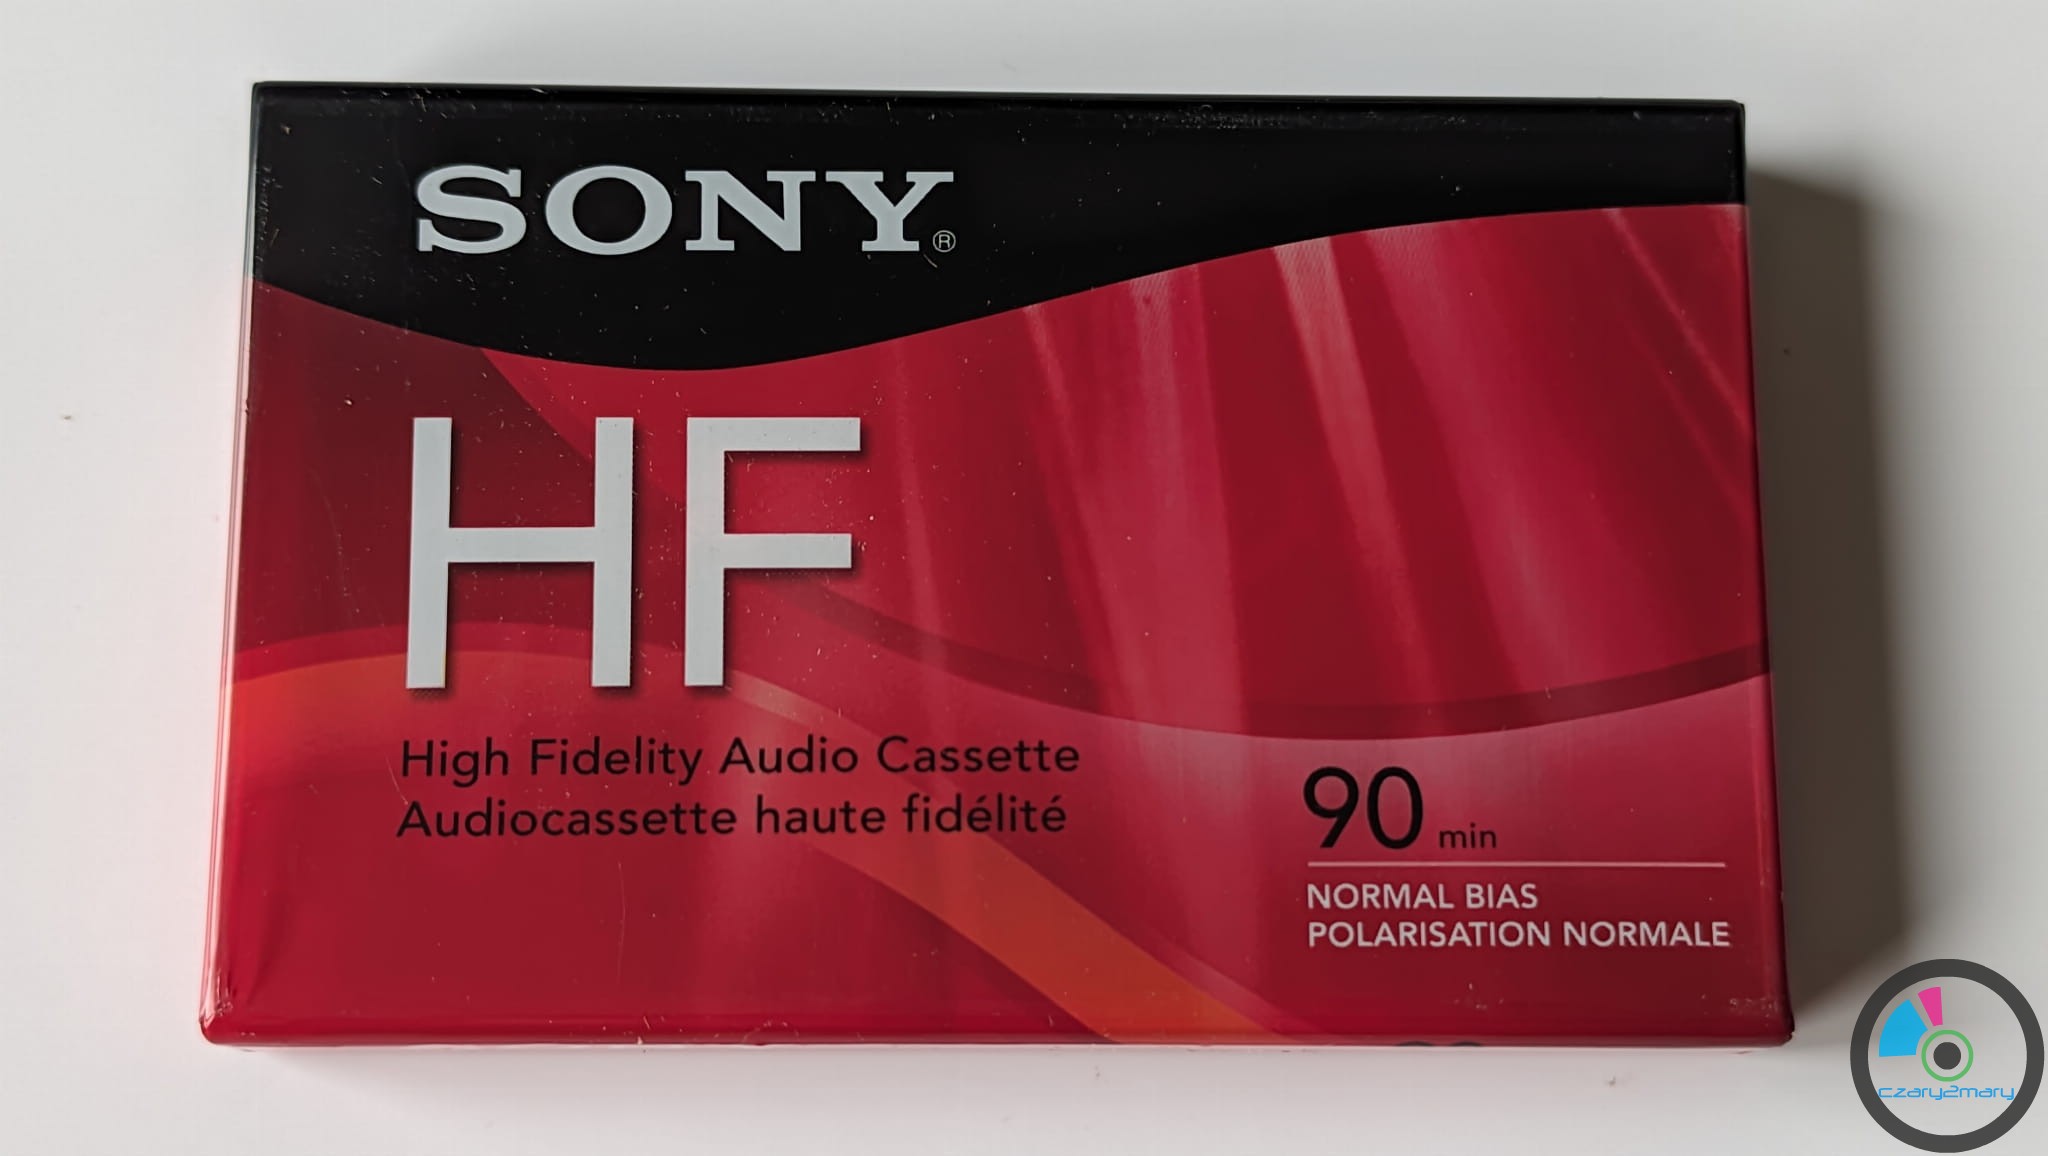 SONY®
HF
High Fidelity Audio Cassette
Audiocassette haute fidélité
90 min
NORMAL BIAS
POLARISATION NORMALE
czary2mary